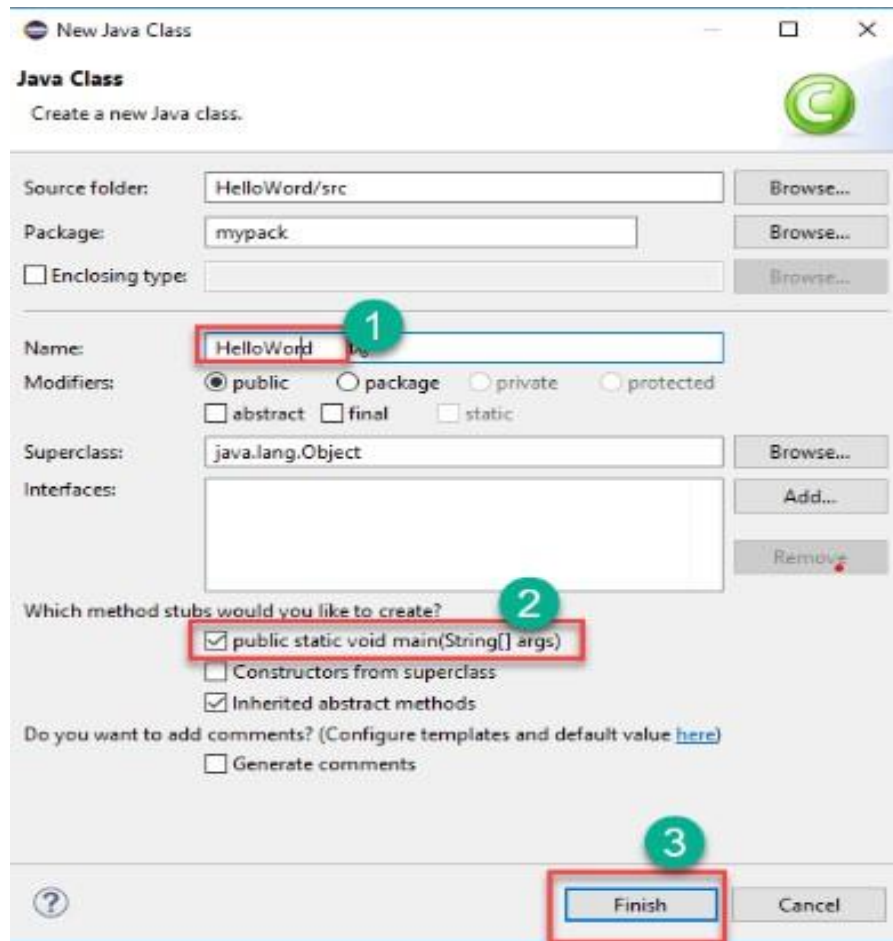 New Java Class
Java Class
Create a new Java class.
Source folder: HelloWord/src Browse...
Package: mypack Browse...
Enclosing type: Browse...
1
Name: HelloWord
Modifiers: public package private protected
abstract final static
Superclass: java.lang.Object Browse...
Interfaces: Add...
Remove
2
Which method stubs would you like to create?
public static void main(String[] args)
Constructors from superclass
Inherited abstract methods
Do you want to add comments? (Configure templates and default value here)
Generate comments
3
? Finish Cancel